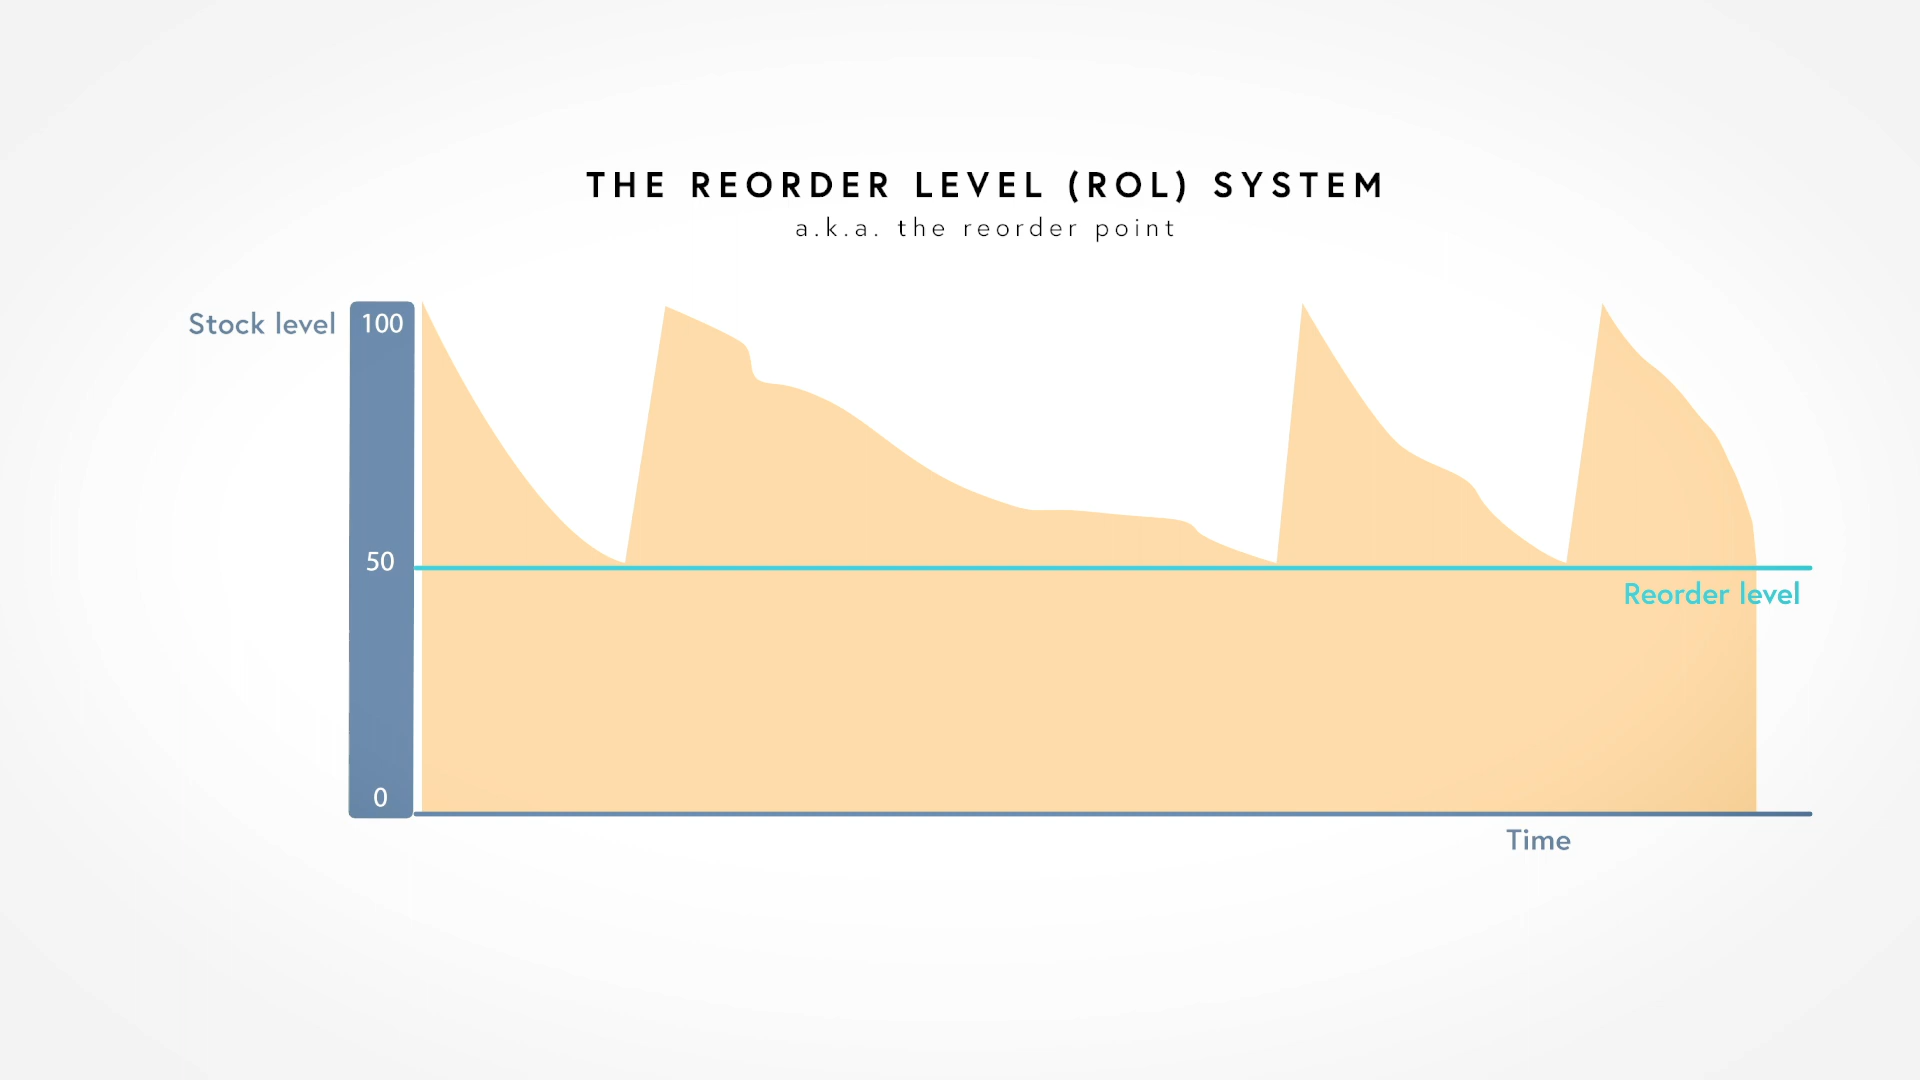 THE REORDER LEVEL (ROL) SYSTEM
a.k.a. the reorder point
Stock level
100
50
Reorder level
0
Time